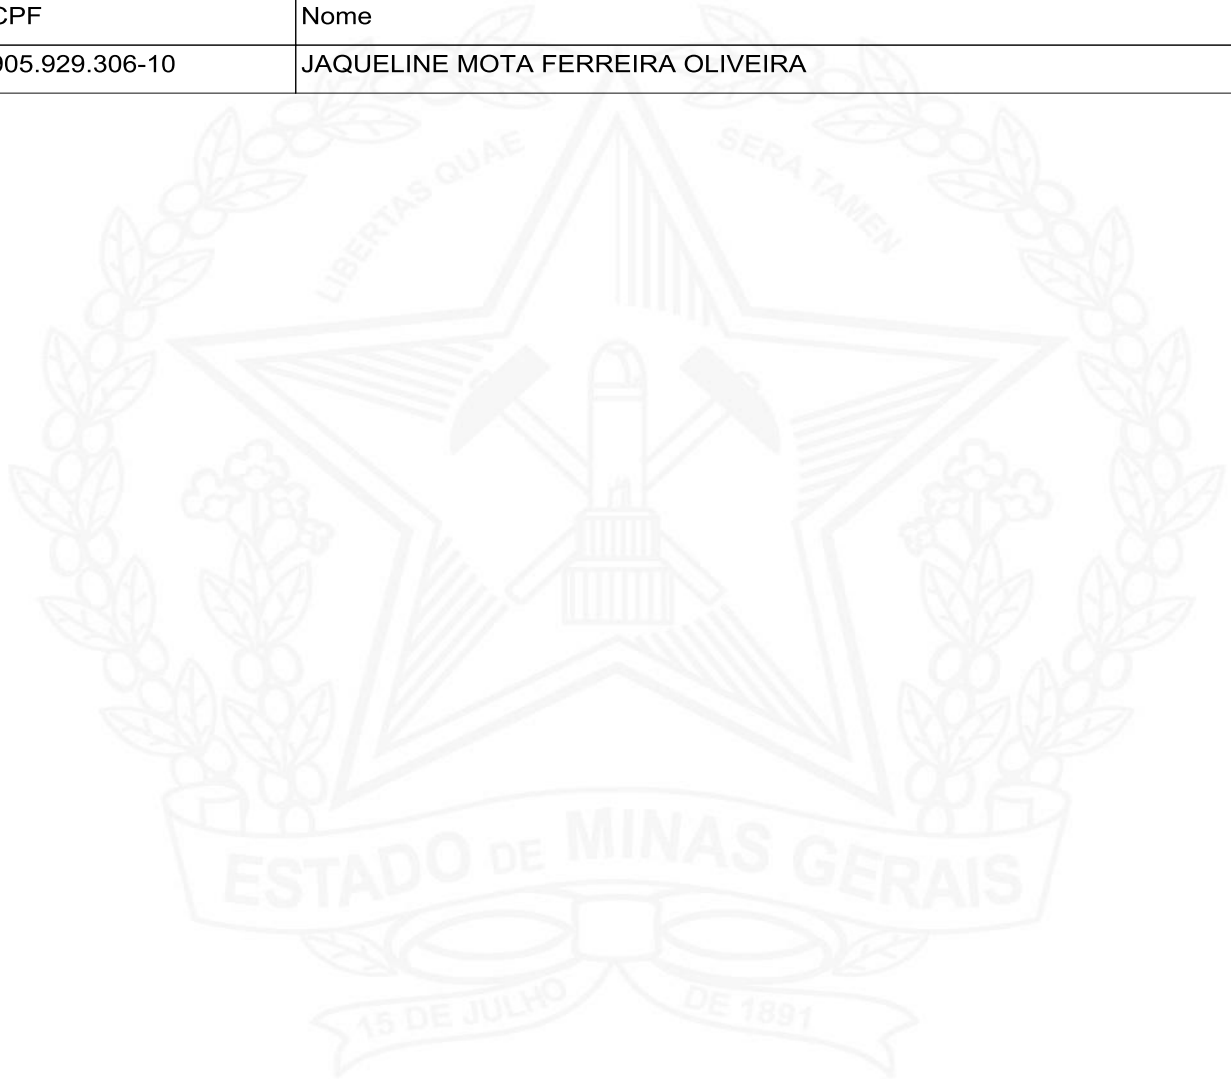 CPF Nome
905.929.306-10 JAQUELINE MOTA FERREIRA OLIVEIRA
LIBERTAS QUAE SERA TAMEN
ESTADO DE MINAS GERAIS
15 DE JULHO DE 1891